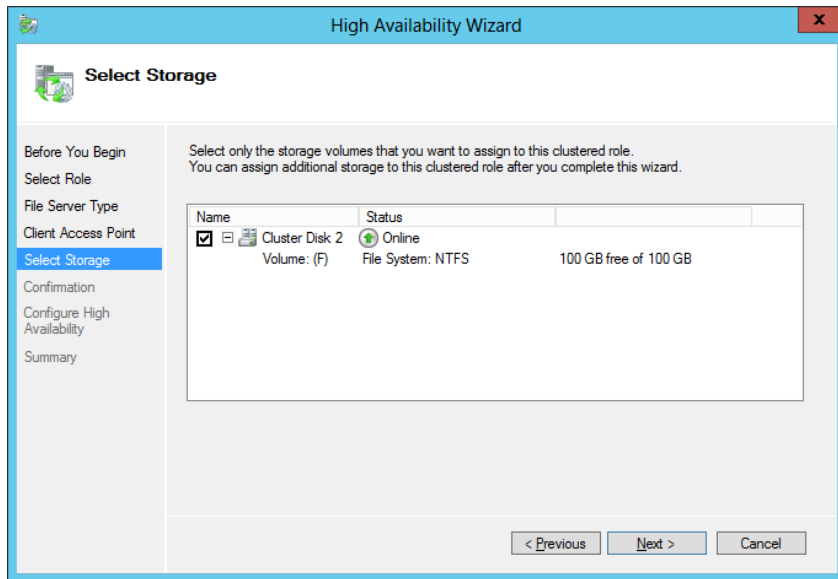 High Availability Wizard
x
Select Storage
Before You Begin
Select Role
File Server Type
Client Access Point
Select Storage
Confirmation
Configure High
Availability
Summary
Select only the storage volumes that you want to assign to this clustered role.
You can assign additional storage to this clustered role after you complete this wizard.
Name Status
Cluster Disk 2 Online
Volume: (F) File System: NTFS 100 GB free of 100 GB
< Previous Next > Cancel